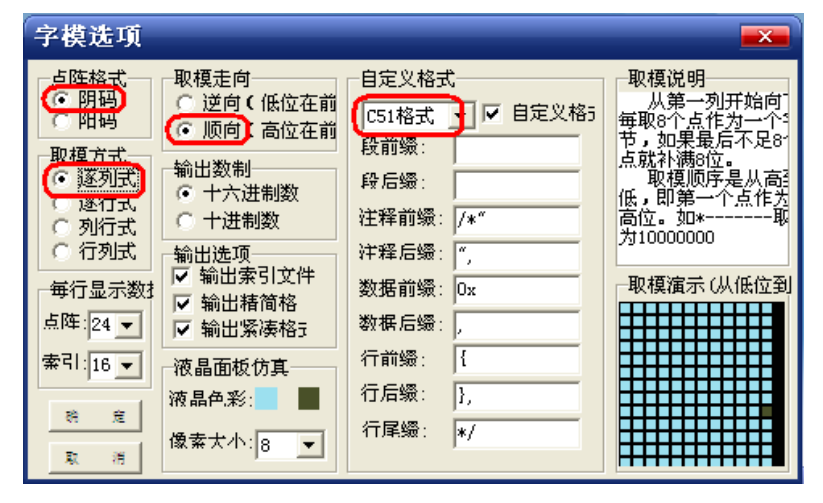 字模选项
点阵格式
阴码
阳码
取模方式
逐列式
逐行式
列行式
行列式
每行显示数
点阵: 24
索引: 16
确 定
取 消
取模走向
逆向(低位在前
顺向(高位在前
输出数制
十六进制数
十进制数
输出选项
输出索引文件
输出精简格
输出紧凑格
液晶面板仿真
液晶色彩:
像素大小: 8
自定义格式
C51格式 自定义格
段前缀:
段后缀:
注释前缀: /*"
注释后缀: ",
数据前缀: 0x
数据后缀: ,
行前缀: {
行后缀: },
行尾缀: */
取模说明
从第一列开始向
每取8个点作为一个
节,如果最后不足8
点就补满8位。
取模顺序是从高
低,即第一个点作为
高位。如*-------取
为10000000
取模演示(从低位到